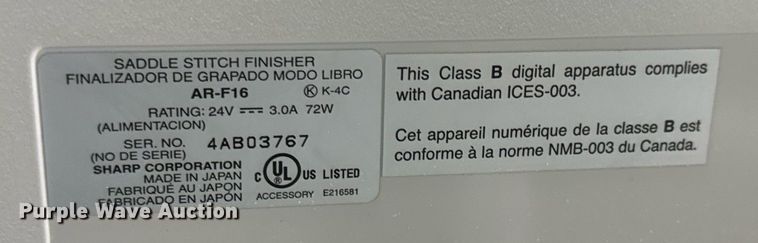 SADDLE STITCH FINISHER
FINALIZADOR DE GRAPADO MODO LIBRO
AR-F16 Ⓚ K-4C
RATING: 24V ⎓ 3.0A 72W
(ALIMENTACION)
SER. NO. 4AB03767
(NO DE SERIE)
SHARP CORPORATION
MADE IN JAPAN
FABRIQUÉ AU JAPON
FABRICADO EN JAPÓN
C UL US LISTED
ACCESSORY E216581
This Class B digital apparatus complies
with Canadian ICES-003.
Cet appareil numérique de la classe B est
conforme à la norme NMB-003 du Canada.
Purple Wave Auction